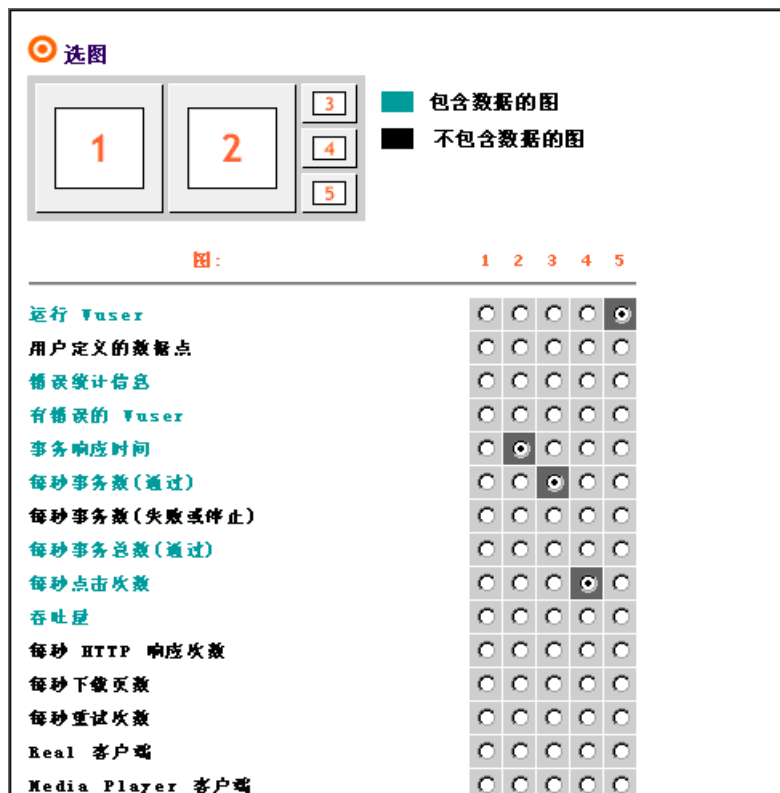 选图
1 2 3
4
5
包含数据的图
不包含数据的图
图: 1 2 3 4 5
运行 Vuser
用户定义的数据点
错误统计信息
有错误的 Vuser
事务响应时间
每秒事务数(通过)
每秒事务数(失败或停止)
每秒事务总数(通过)
每秒点击次数
吞吐量
每秒 HTTP 响应次数
每秒下载页数
每秒重试次数
Real 客户端
Media Player 客户端